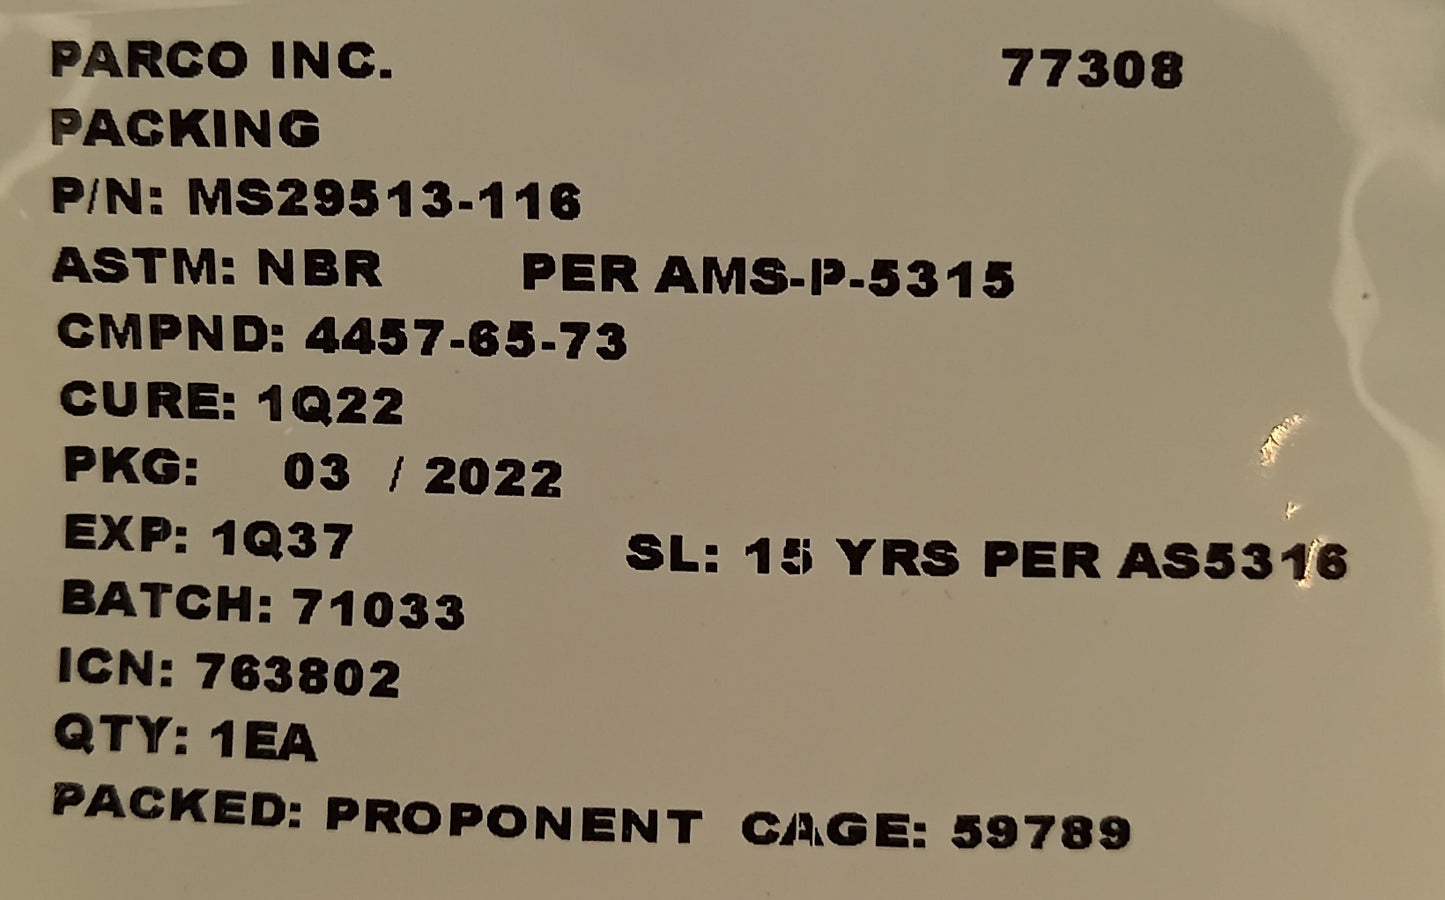 PARCO INC. 77308
PACKING
P/N: MS29513-116
ASTM: NBR PER AMS-P-5315
CMPND: 4457-65-73
CURE: 1Q22
PKG: 03 / 2022
EXP: 1Q37 SL: 15 YRS PER AS5316
BATCH: 71033
ICN: 763802
QTY: 1EA
PACKED: PROPONENT CAGE: 59789